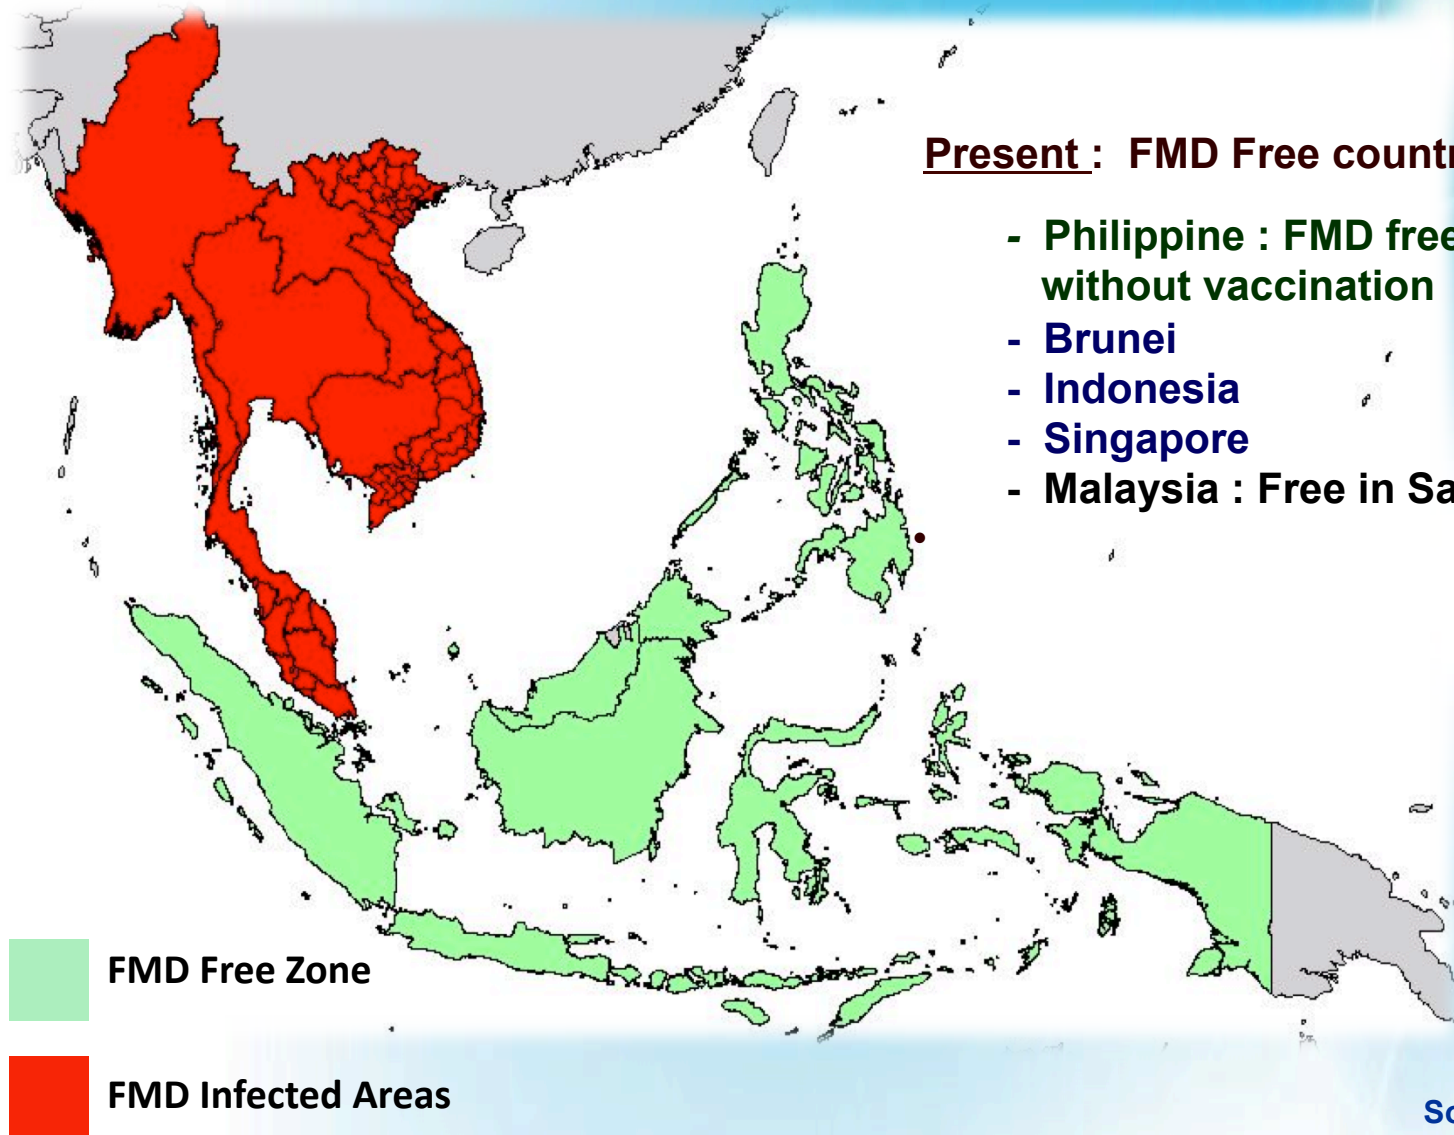 Present : FMD Free countr
- Philippine : FMD free
without vaccination
- Brunei
- Indonesia
- Singapore
- Malaysia : Free in Sa
FMD Free Zone
FMD Infected Areas
So